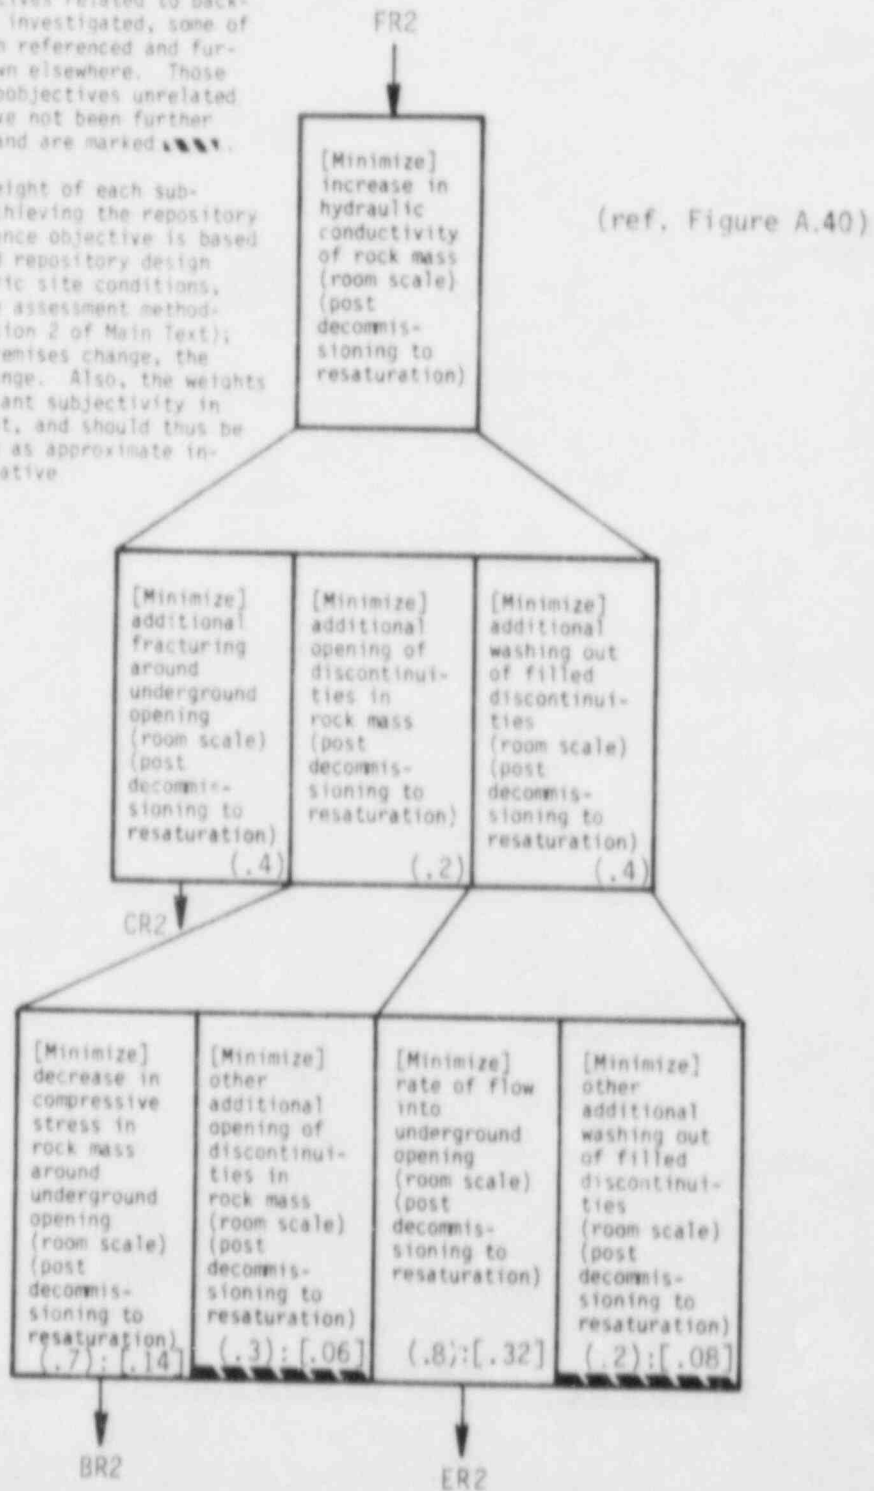 investigated, some of
referenced and fur-
elsewhere. Those
unrelated
not been further
and are marked
of each sub-
the repository
objective is based
repository design
site conditions,
assessment method-
2 of Main Text);
change, the
Also, the weights
subjectivity in
and should thus be
as approximate in-
FR2
[Minimize]
increase in
hydraulic
conductivity
of rock mass
(room scale)
(post
decommis-
sioning to
resaturation)
(ref. Figure A.40)
[Minimize]
additional
fracturing
around
underground
opening
(room scale)
(post
decommis-
sioning to
resaturation)
(.4)
CR2
[Minimize]
additional
opening of
discontinui-
ties in
rock mass
(post
decommis-
sioning to
resaturation)
(.2)
[Minimize]
additional
washing out
of filled
discontinui-
ties
(room scale)
(post
decommis-
sioning to
resaturation)
(.4)
[Minimize]
decrease in
compressive
stress in
rock mass
around
underground
opening
(room scale)
(post
decommis-
sioning to
resaturation)
(.7):[.14]
BR2
[Minimize]
other
additional
opening of
discontinui-
ties in
rock mass
(room scale)
(post
decommis-
sioning to
resaturation)
(.3):[.06]
[Minimize]
rate of flow
into
underground
opening
(room scale)
(post
decommis-
sioning to
resaturation)
(.8):[.32]
ER2
[Minimize]
other
additional
washing out
of filled
discontinui-
ties
(room scale)
(post
decommis-
sioning to
resaturation)
(.2):[.08]